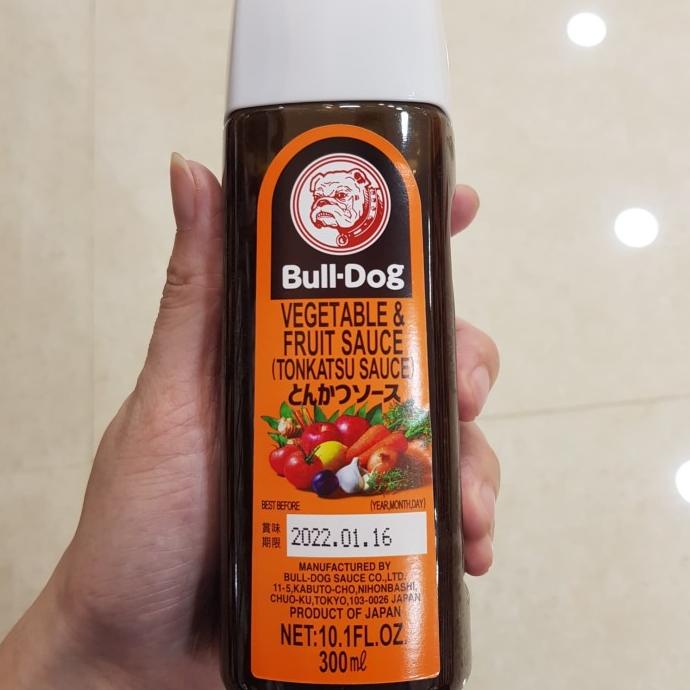 Bull-Dog
VEGETABLE &
FRUIT SAUCE
(TONKATSU SAUCE)
とんかつソース
BEST BEFORE (YEAR,MONTH,DAY)
賞味
期限 2022.01.16
MANUFACTURED BY
BULL-DOG SAUCE CO.,LTD.
11-5,KABUTO-CHO,NIHONBASHI,
CHUO-KU,TOKYO,103-0026 JAPAN
PRODUCT OF JAPAN
NET:10.1FL.OZ.
300ml